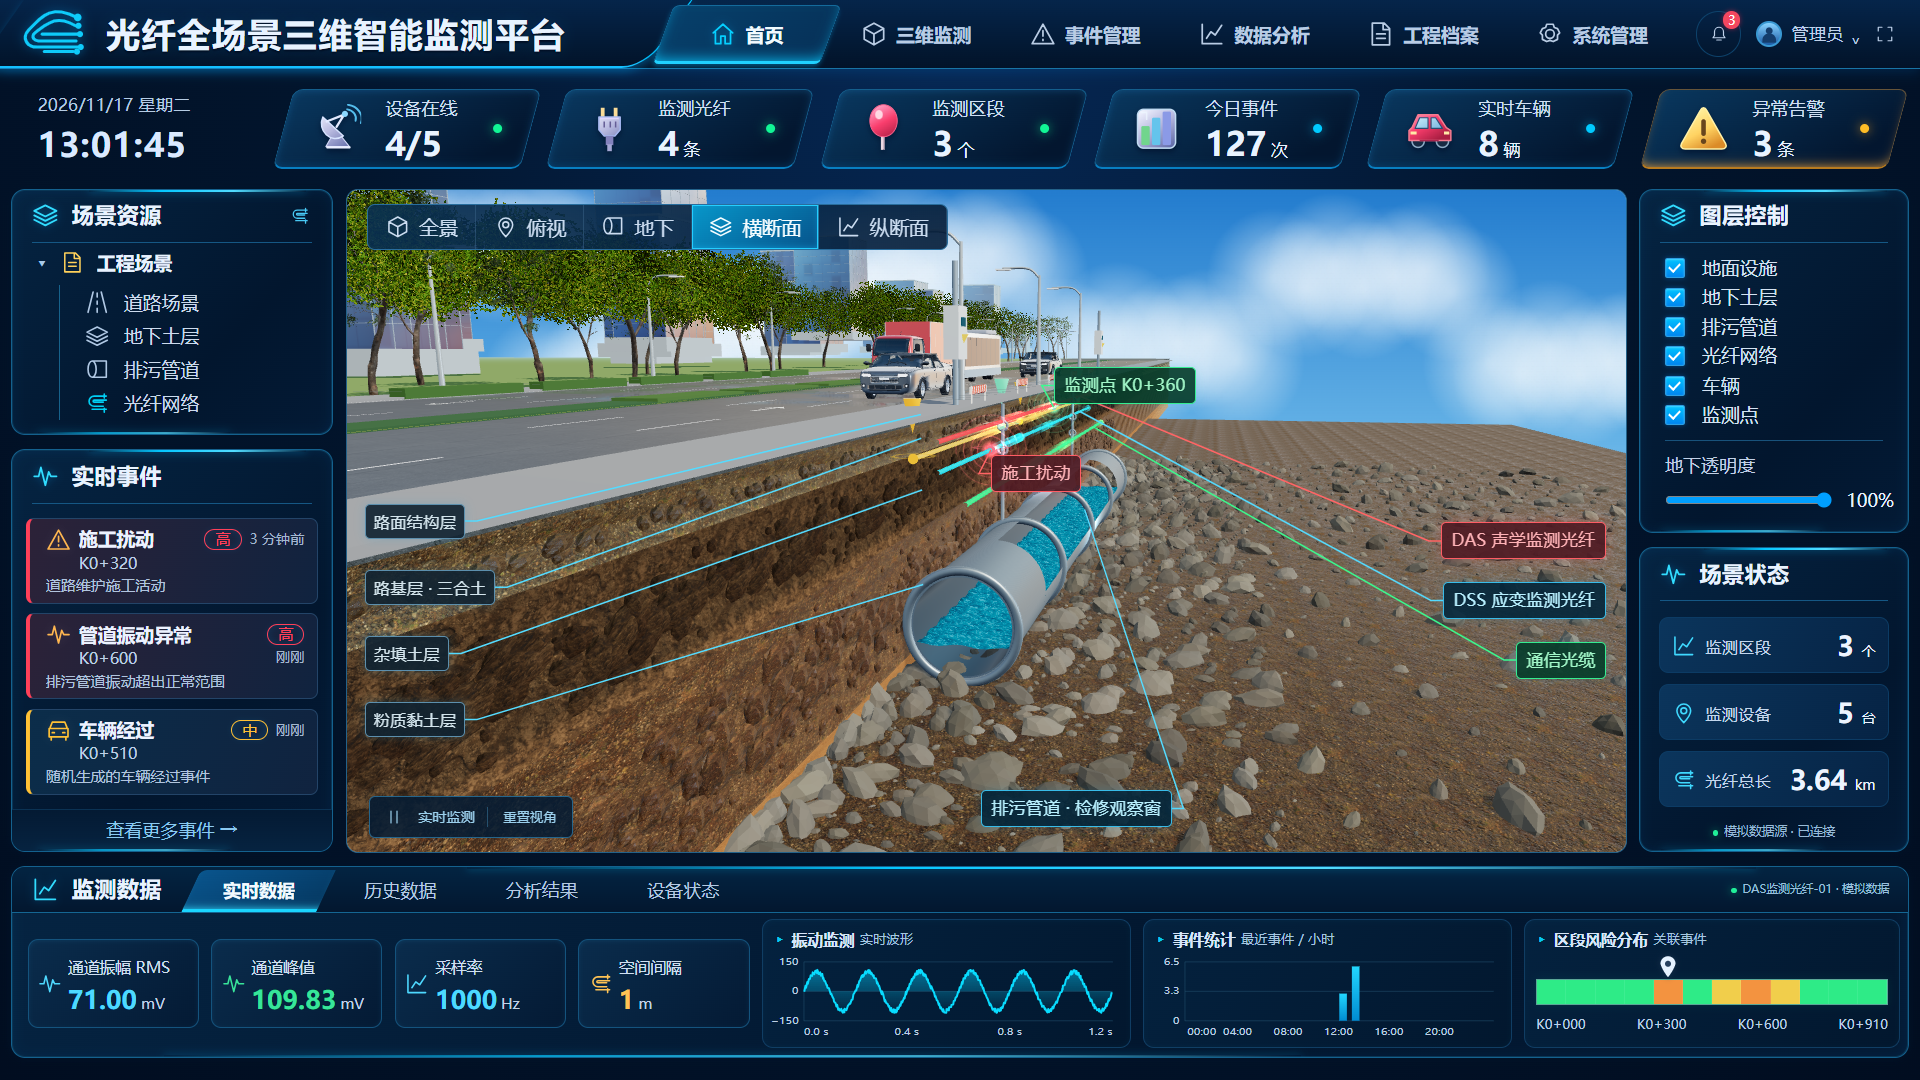 光纤全场景三维智能监测平台
首页
三维监测
事件管理
数据分析
工程档案
系统管理
3
管理员
2026/11/17 星期二
13:01:45
设备在线
4/5
监测光纤
4 条
监测区段
3 个
今日事件
127 次
实时车辆
8 辆
异常告警
3 条
场景资源
工程场景
道路场景
地下土层
排污管道
光纤网络
实时事件
施工扰动 高 3 分钟前
K0+320
道路维护施工活动
管道振动异常 高
K0+600 刚刚
排污管道振动超出正常范围
车辆经过 中 刚刚
K0+510
随机生成的车辆经过事件
查看更多事件 →
全景
俯视
地下
横断面
纵断面
监测点 K0+360
施工扰动
路面结构层
路基层 · 三合土
杂填土层
粉质黏土层
DAS 声学监测光纤
DSS 应变监测光纤
通信光缆
排污管道 · 检修观察窗
实时监测
重置视角
图层控制
地面设施
地下土层
排污管道
光纤网络
车辆
监测点
地下透明度
100%
场景状态
监测区段 3 个
监测设备 5 台
光纤总长 3.64 km
模拟数据源 · 已连接
监测数据
实时数据
历史数据
分析结果
设备状态
DAS监测光纤-01 · 模拟数据
通道振幅 RMS
71.00 mV
通道峰值
109.83 mV
采样率
1000 Hz
空间间隔
1 m
振动监测 实时波形
150
0
−150
0.0 s 0.4 s 0.8 s 1.2 s
事件统计 最近事件 / 小时
6.5
3.3
0
00:00 04:00 08:00 12:00 16:00 20:00
区段风险分布 关联事件
K0+000 K0+300 K0+600 K0+910